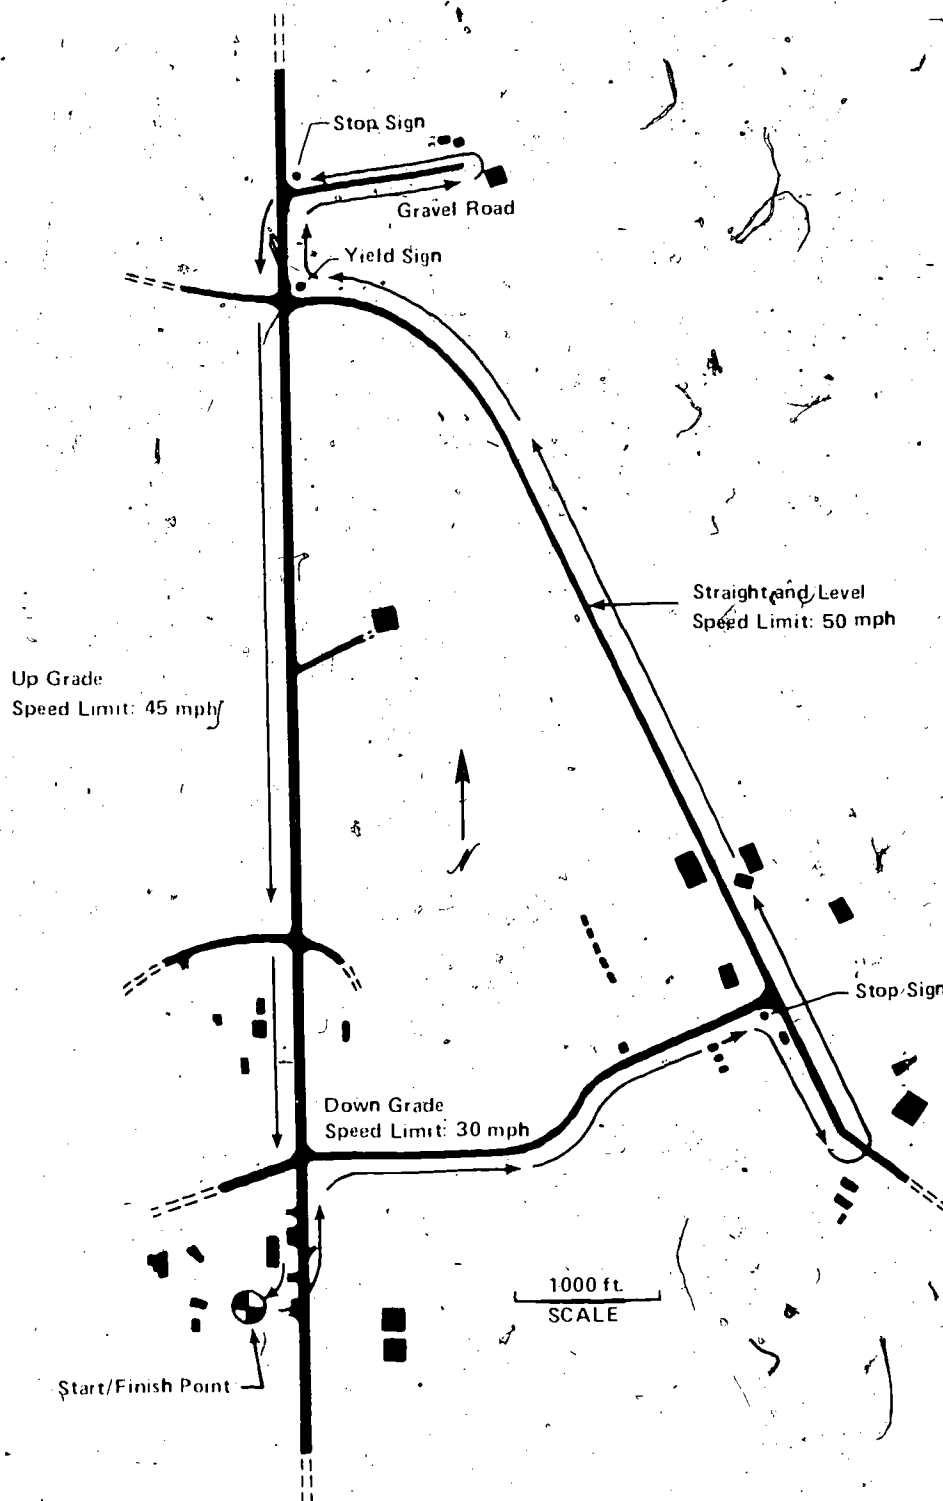 Stop Sign
Gravel Road
Yield Sign
Straight and Level
Speed Limit: 50 mph
Up Grade
Speed Limit: 45 mph
Stop Sign
Down Grade
Speed Limit: 30 mph
1000 ft.
SCALE
Start/Finish Point